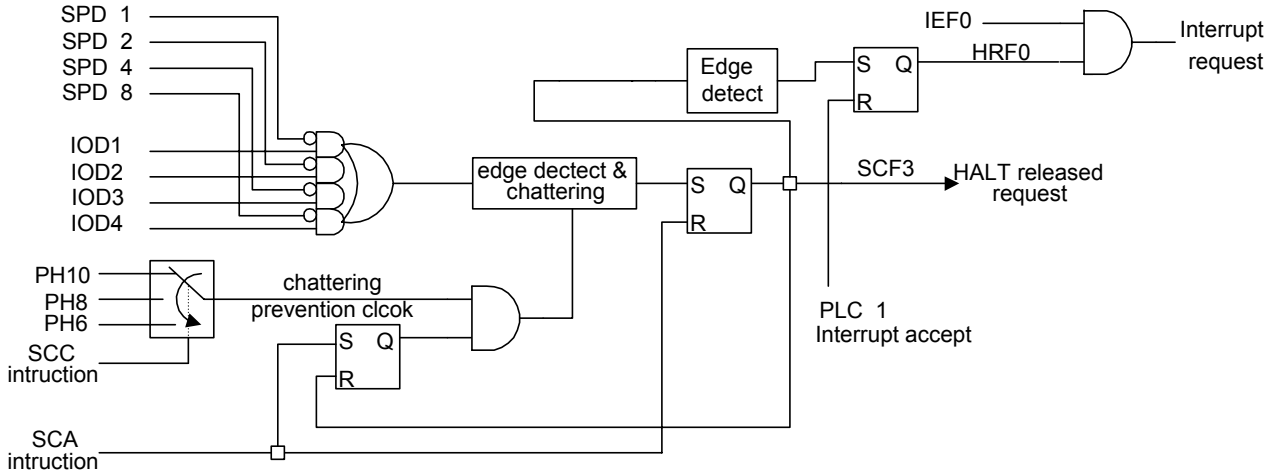 SPD 1
SPD 2
SPD 4
SPD 8
IOD1
IOD2
IOD3
IOD4
PH10
PH8
PH6
SCC
intruction
SCA
intruction
chattering
prevention clcok
S Q
R
edge dectect &
chattering
S Q
R
Edge
detect
S Q
R
IEF0
HRF0
Interrupt
request
SCF3
HALT released
request
PLC 1
Interrupt accept